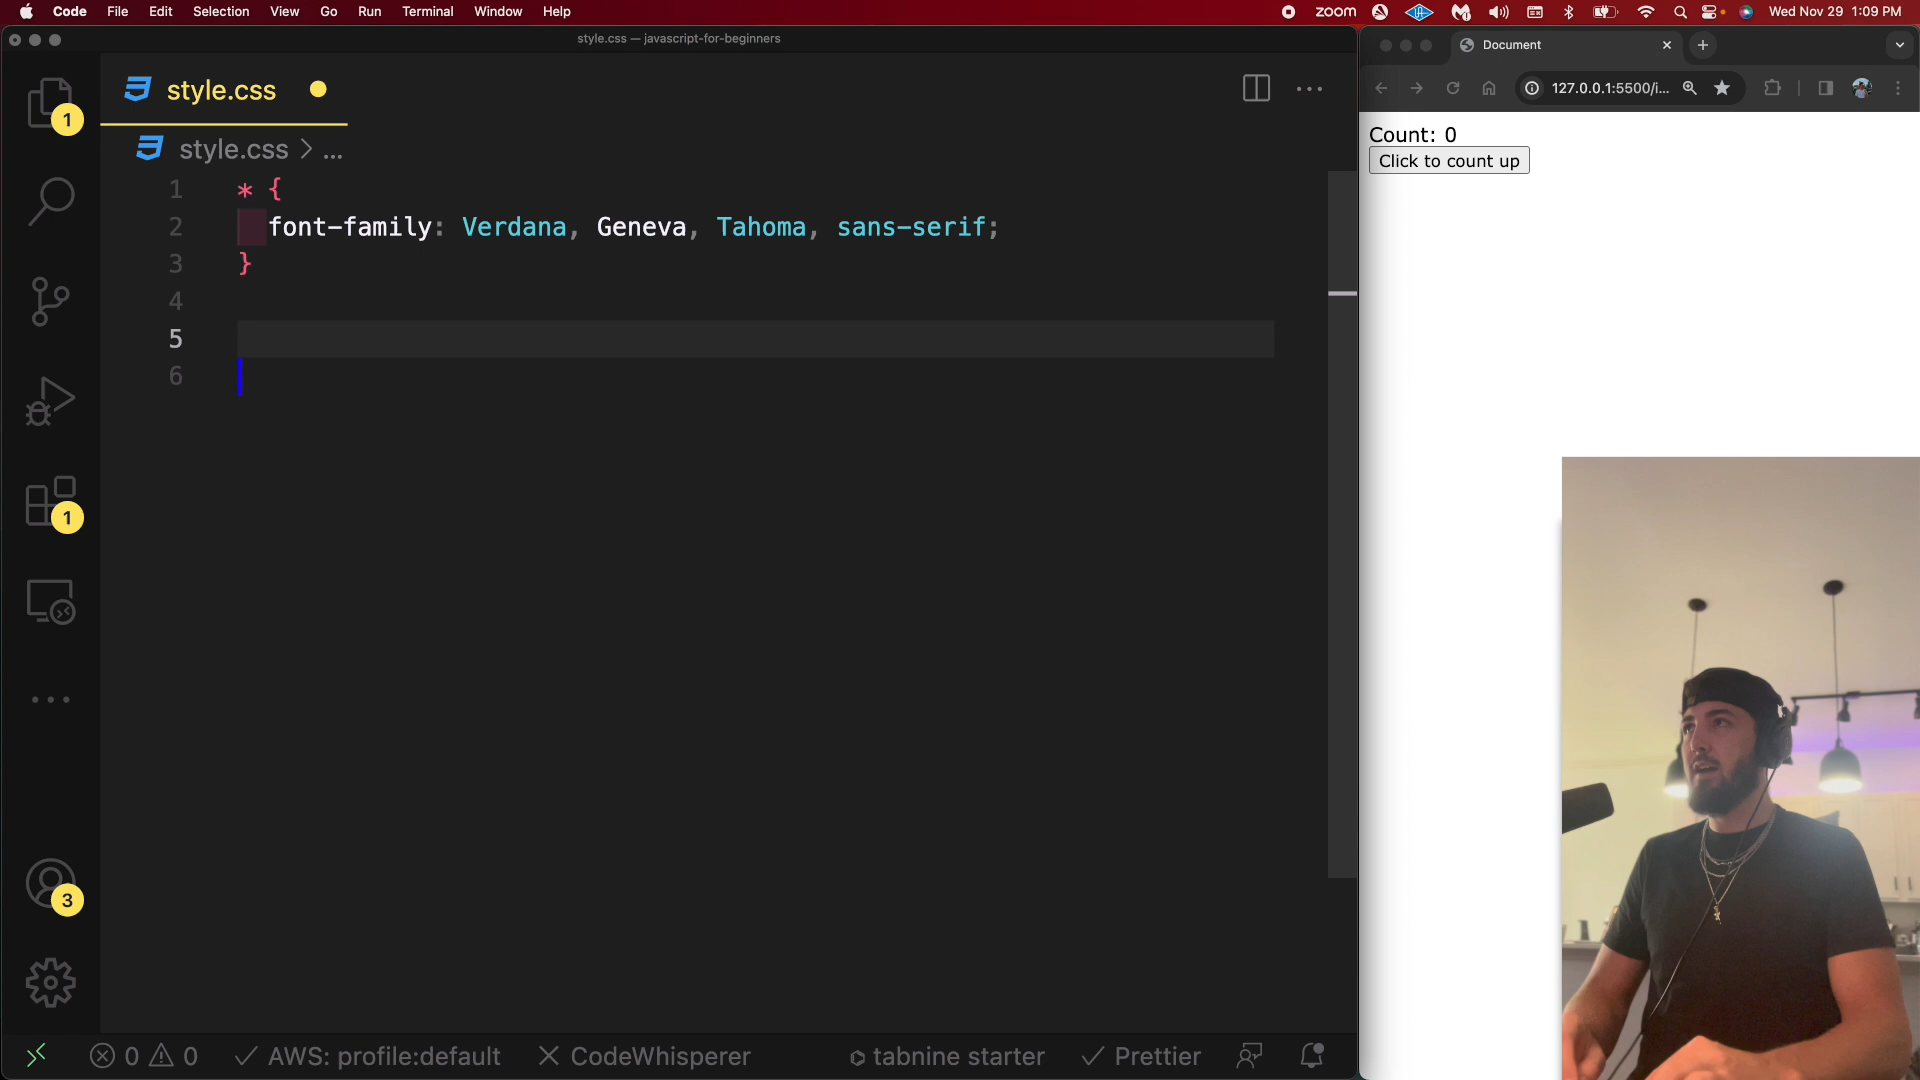 Code File Edit Selection View Go Run Terminal Window Help
zoom Wed Nov 29 1:09 PM
style.css — javascript-for-beginners
style.css
style.css > ...
1 * {
2 font-family: Verdana, Geneva, Tahoma, sans-serif;
3 }
4
5
6
1
1
3
0 0 AWS: profile:default CodeWhisperer tabnine starter Prettier
Document
127.0.0.1:5500/i...
Count: 0
Click to count up